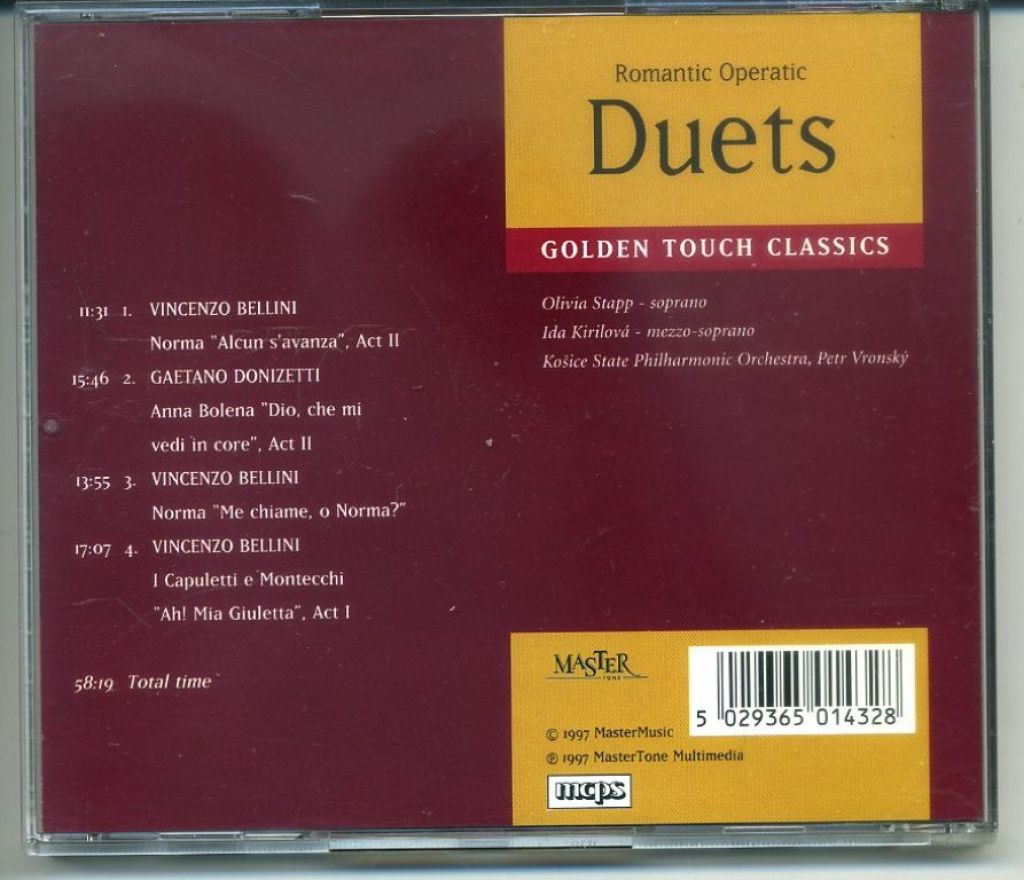 Romantic Operatic
Duets
GOLDEN TOUCH CLASSICS
Olivia Stapp - soprano
Ida Kirilová - mezzo-soprano
Košice State Philharmonic Orchestra, Petr Vronský
11:31 1. VINCENZO BELLINI
Norma "Alcun s'avanza", Act II
15:46 2. GAETANO DONIZETTI
Anna Bolena "Dio, che mi
vedi in core", Act II
13:55 3. VINCENZO BELLINI
Norma "Me chiame, o Norma?"
17:07 4. VINCENZO BELLINI
I Capuletti e Montecchi
"Ah! Mia Giuletta", Act I
58:19 Total time
MASTER
TONE
5 029365 014328
© 1997 MasterMusic
℗ 1997 MasterTone Multimedia
mcps